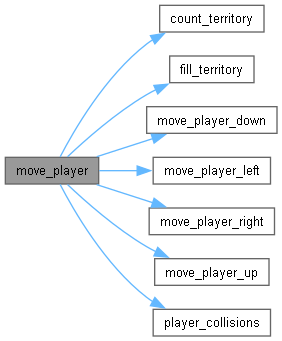 count_territory
fill_territory
move_player_down
move_player
move_player_left
move_player_right
move_player_up
player_collisions